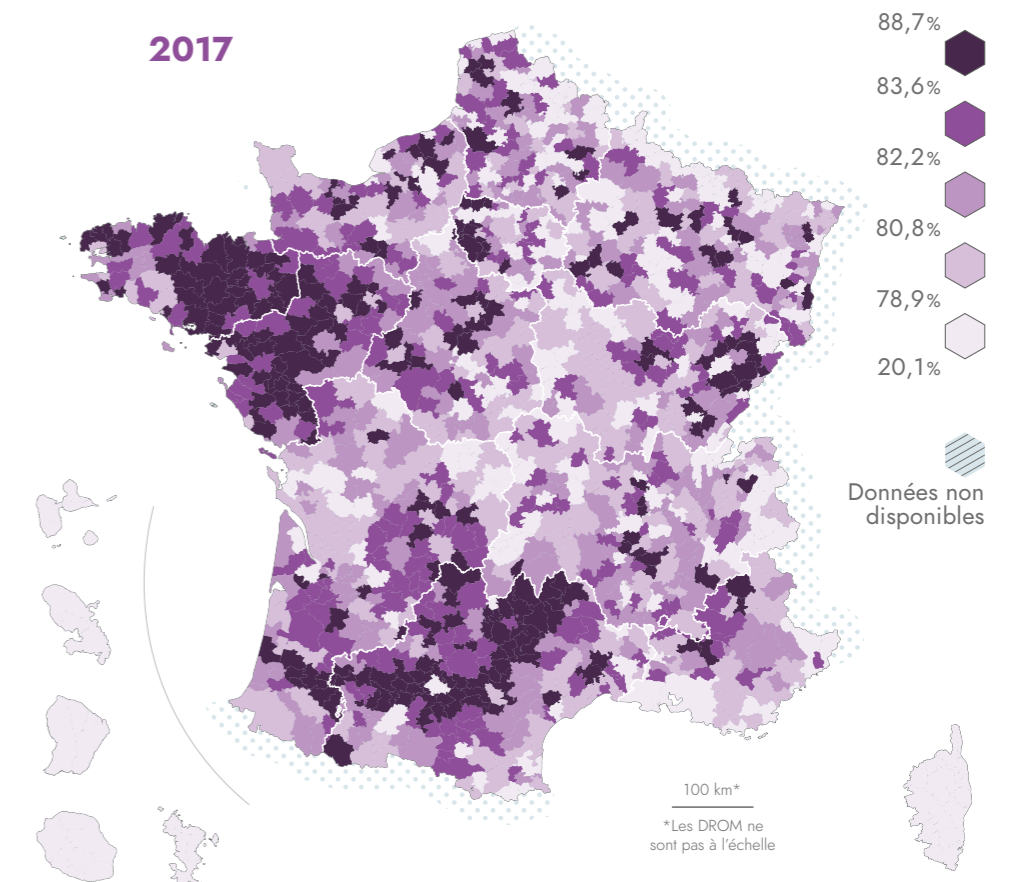 2017
88,7%
83,6%
82,2%
80,8%
78,9%
20,1%
Données non
disponibles
100 km*
*Les DROM ne
sont pas à l'échelle